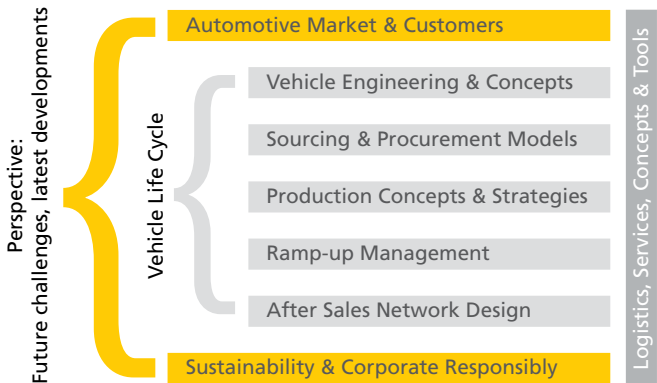 Perspective:
Future challenges, latest developments
Automotive Market & Customers
Vehicle Life Cycle
Vehicle Engineering & Concepts
Sourcing & Procurement Models
Production Concepts & Strategies
Ramp-up Management
After Sales Network Design
Sustainability & Corporate Responsibly
Logistics, Services, Concepts & Tools